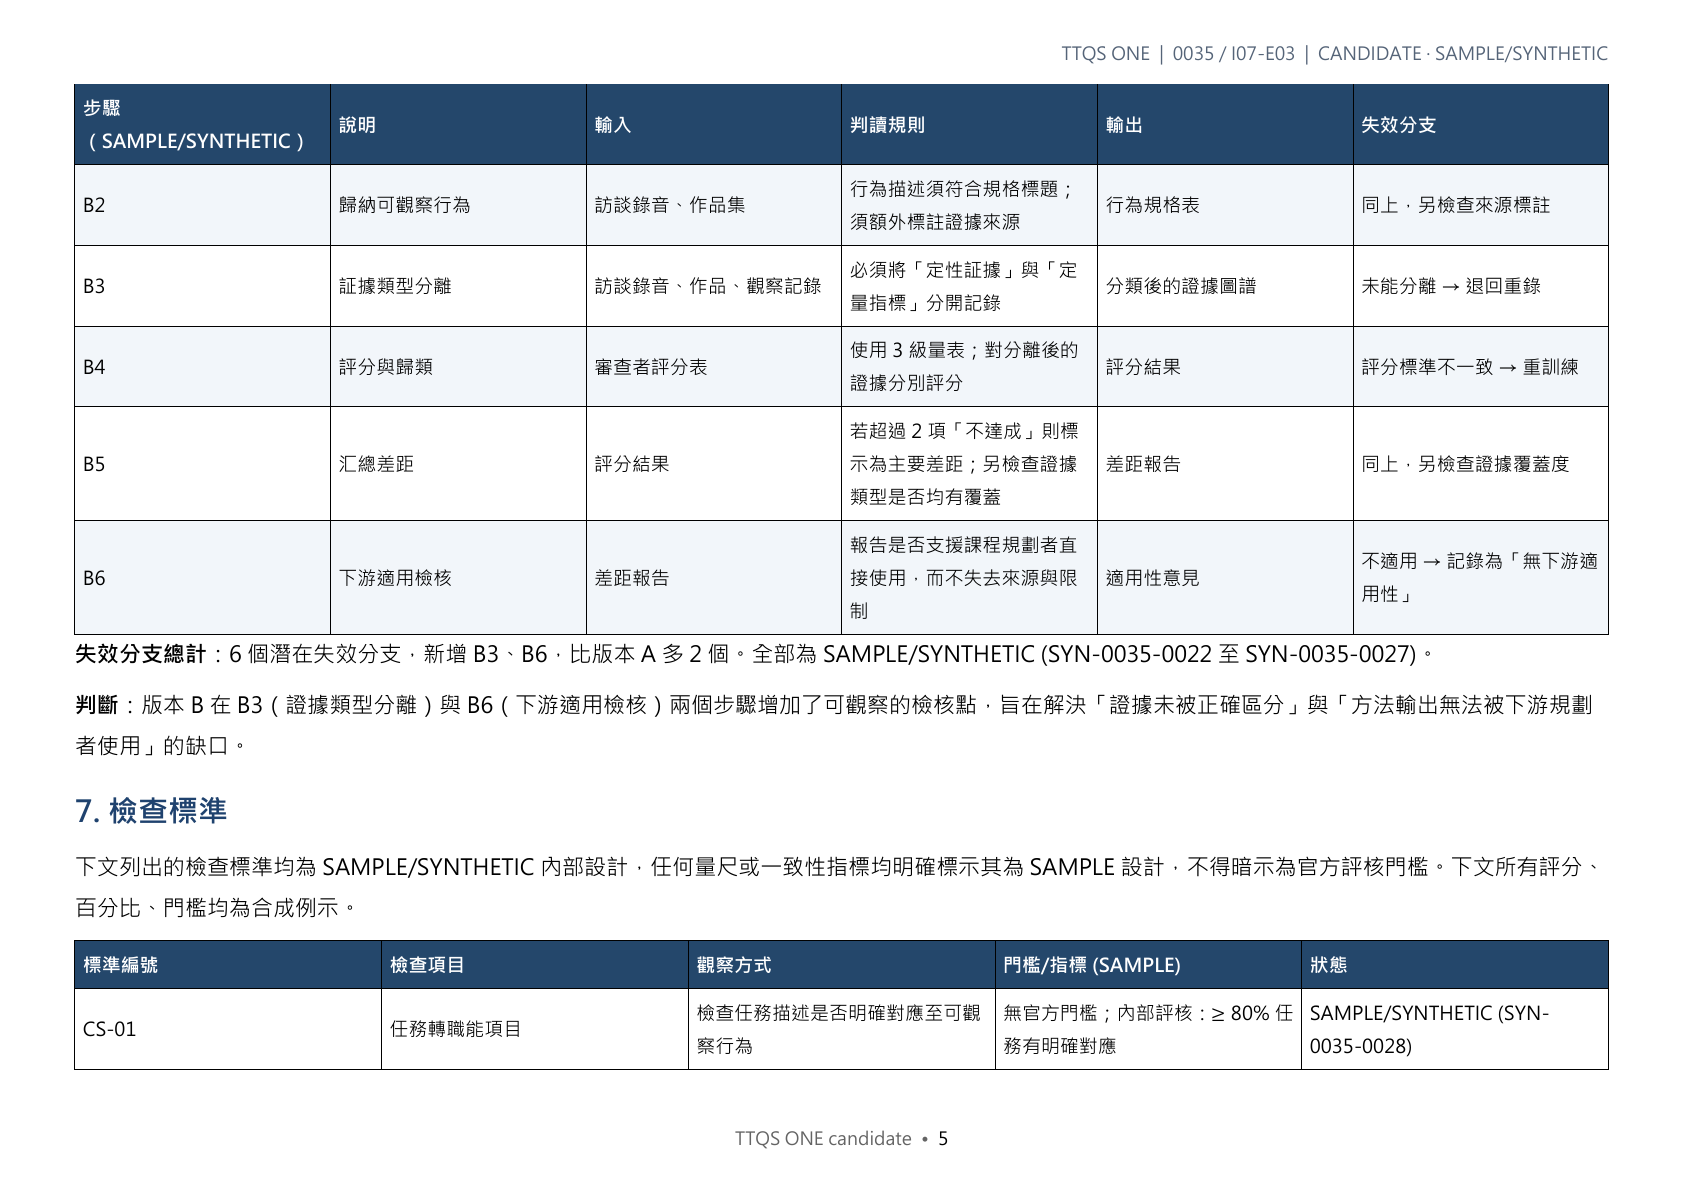 TTQS ONE | 0035 / I07-E03 | CANDIDATE · SAMPLE/SYNTHETIC
步驟
（SAMPLE/SYNTHETIC）
說明
輸入
判讀規則
輸出
失效分支
B2
歸納可觀察行為
訪談錄音、作品集
行為描述須符合規格標題；
須額外標註證據來源
行為規格表
同上，另檢查來源標註
B3
証據類型分離
訪談錄音、作品、觀察記錄
必須將「定性証據」與「定
量指標」分開記錄
分類後的證據圖譜
未能分離 → 退回重錄
B4
評分與歸類
審查者評分表
使用 3 級量表；對分離後的
證據分別評分
評分結果
評分標準不一致 → 重訓練
B5
汇總差距
評分結果
若超過 2 項「不達成」則標
示為主要差距；另檢查證據
類型是否均有覆蓋
差距報告
同上，另檢查證據覆蓋度
B6
下游適用檢核
差距報告
報告是否支援課程規劃者直
接使用，而不失去來源與限
制
適用性意見
不適用 → 記錄為「無下游適
用性」
失效分支總計：6 個潛在失效分支，新增 B3、B6，比版本 A 多 2 個。全部為 SAMPLE/SYNTHETIC (SYN-0035-0022 至 SYN-0035-0027)。
判斷：版本 B 在 B3（證據類型分離）與 B6（下游適用檢核）兩個步驟增加了可觀察的檢核點，旨在解決「證據未被正確區分」與「方法輸出無法被下游規劃
者使用」的缺口。
7. 檢查標準
下文列出的檢查標準均為 SAMPLE/SYNTHETIC 內部設計，任何量尺或一致性指標均明確標示其為 SAMPLE 設計，不得暗示為官方評核門檻。下文所有評分、
百分比、門檻均為合成例示。
標準編號
檢查項目
觀察方式
門檻/指標 (SAMPLE)
狀態
CS-01
任務轉職能項目
檢查任務描述是否明確對應至可觀
察行為
無官方門檻；內部評核：≥ 80% 任
務有明確對應
SAMPLE/SYNTHETIC (SYN-
0035-0028)
TTQS ONE candidate • 5